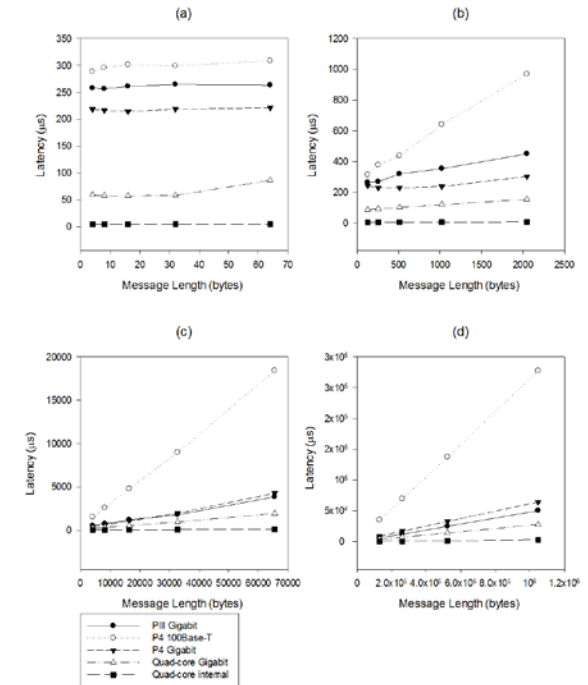 (a)
(b)
350
300
250
200
150
100
50
0
Latency (µs)
0 10 20 30 40 50 60 70
Message Length (bytes)
1200
1000
800
600
400
200
0
Latency (µs)
0 500 1000 1500 2000 2500
Message Length (bytes)
(c)
(d)
20000
15000
10000
5000
0
Latency (µs)
0 10000 20000 30000 40000 50000 60000 70000
Message Length (bytes)
0
Latency (µs)
0
Message Length (bytes)
PIII Gigabit
P4 100Base-T
P4 Gigabit
Quad-core Gigabit
Quad-core Internal